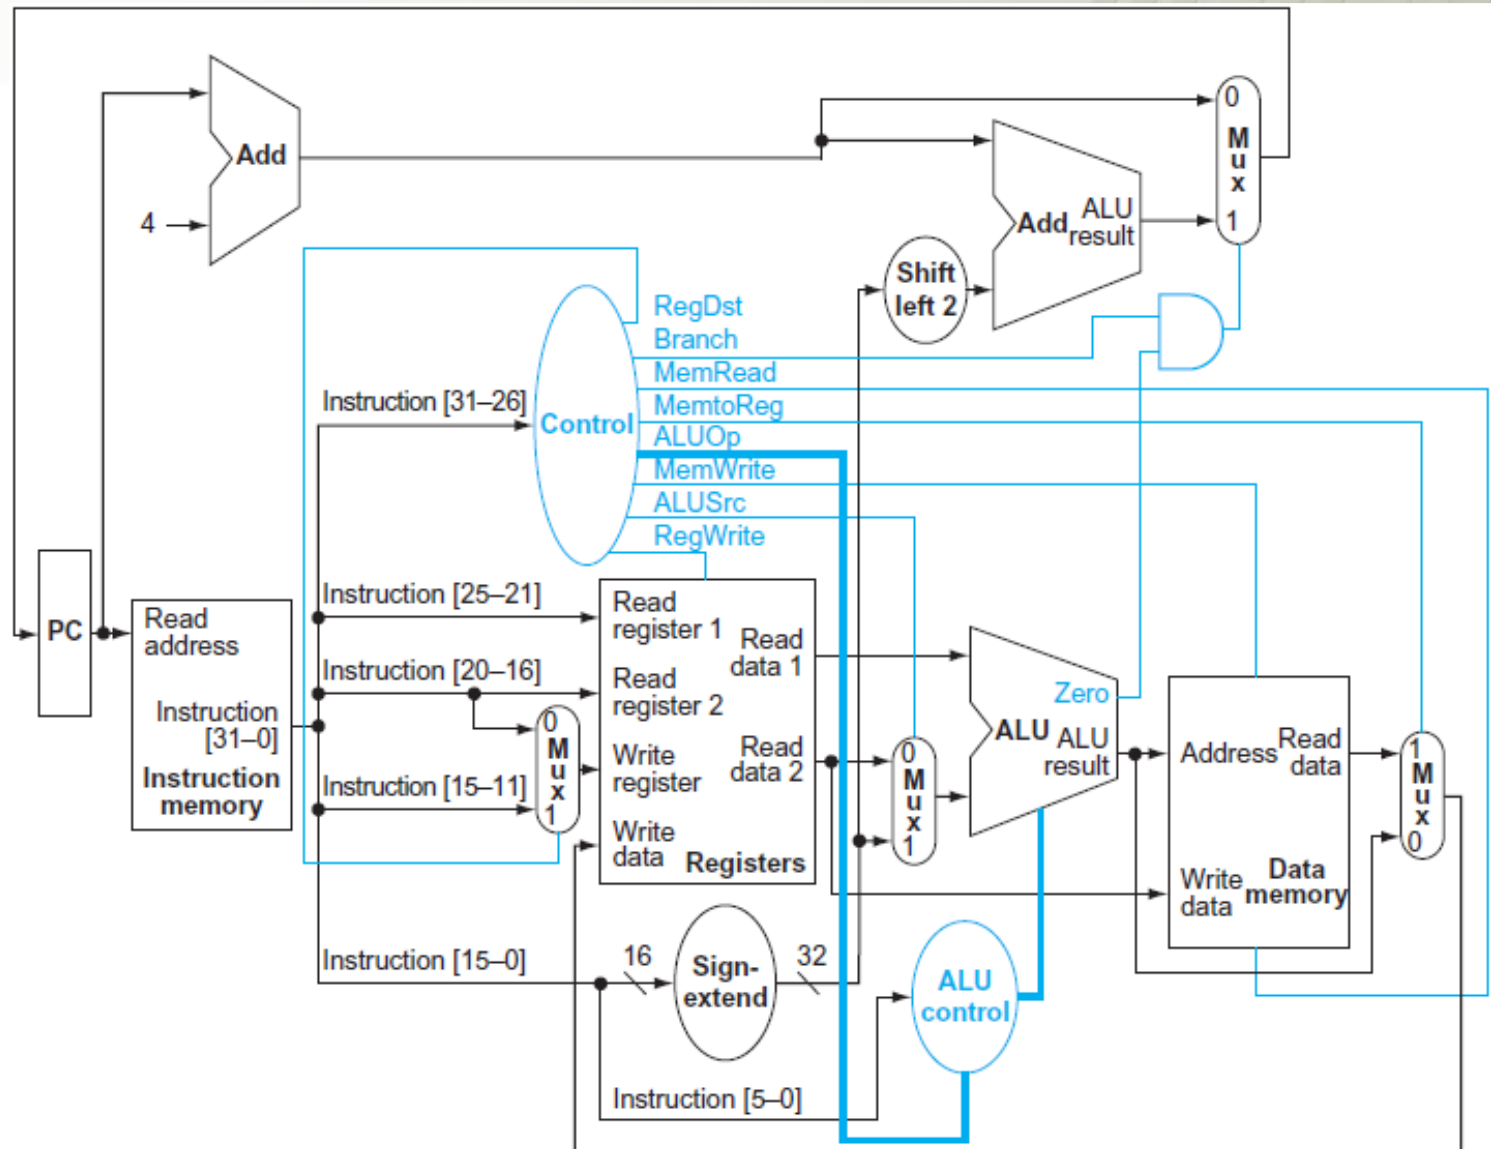 0
M
u
x
1
Add
4
Add
ALU
result
Shift
left 2
RegDst
Branch
MemRead
MemtoReg
ALUOp
MemWrite
ALUSrc
RegWrite
Control
Instruction [31–26]
Instruction [25–21]
Instruction [20–16]
Instruction [15–11]
Instruction [15–0]
Instruction [5–0]
PC
Read
address
Instruction
[31–0]
Instruction
memory
0
M
u
x
1
Read
register 1
Read
register 2
Write
register
Write
data
Read
data 1
Read
data 2
Registers
16
Sign-
extend
32
0
M
u
x
1
Zero
ALU
ALU
result
ALU
control
Address
Read
data
Write
data
Data
memory
1
M
u
x
0